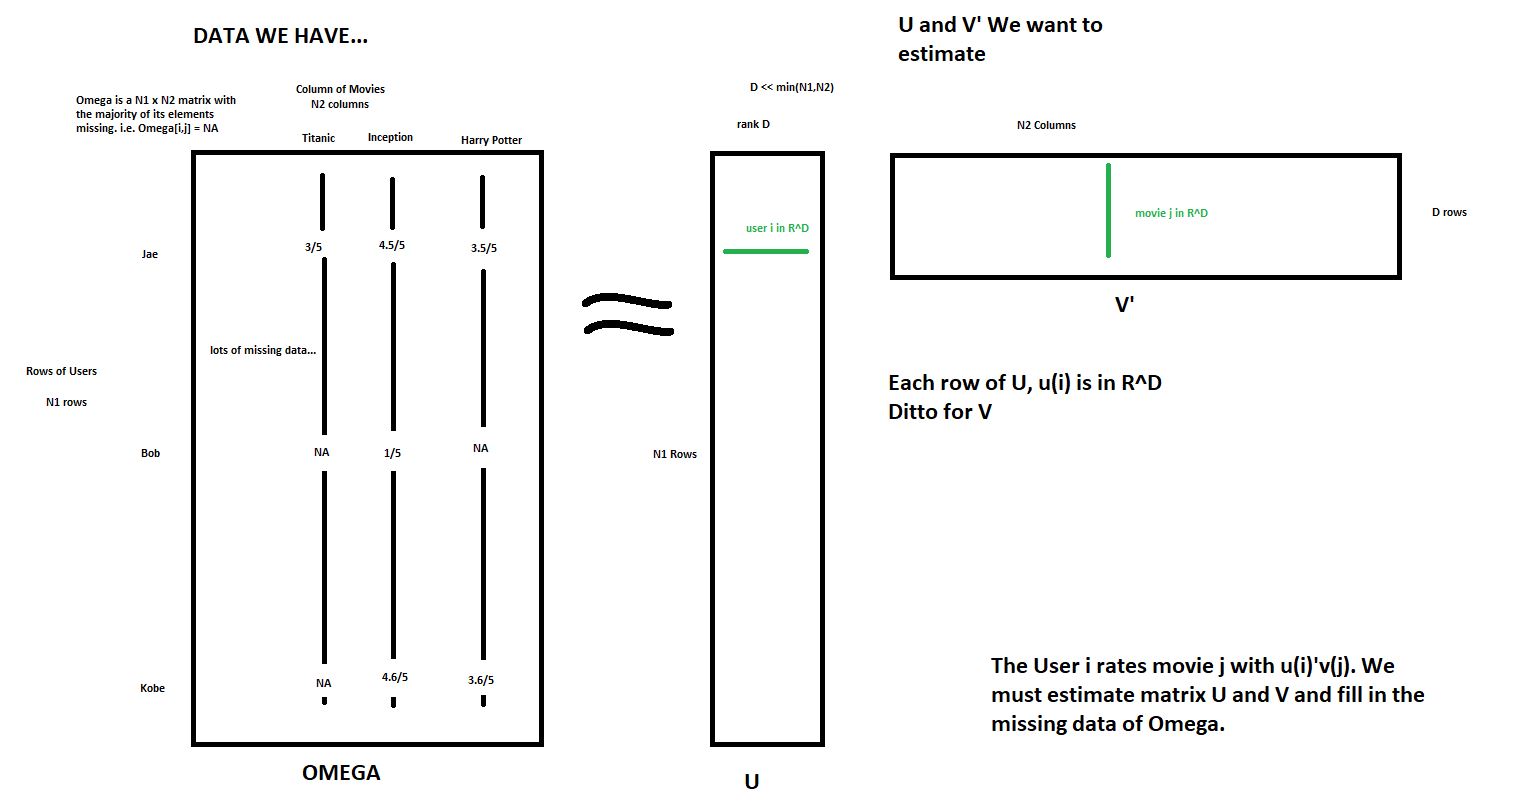 DATA WE HAVE...
U and V' We want to
estimate
Omega is a N1 x N2 matrix with
the majority of its elements
missing. i.e. Omega[i,j] = NA
Column of Movies
N2 columns
Titanic
Inception
Harry Potter
D << min(N1,N2)
rank D
N2 Columns
Jae
3/5
4.5/5
3.5/5
user i in R^D
movie j in R^D
D rows
V'
lots of missing data...
Rows of Users
N1 rows
Each row of U, u(i) is in R^D
Ditto for V
Bob
NA
1/5
NA
N1 Rows
Kobe
NA
4.6/5
3.6/5
The User i rates movie j with u(i)'v(j). We
must estimate matrix U and V and fill in the
missing data of Omega.
OMEGA
U